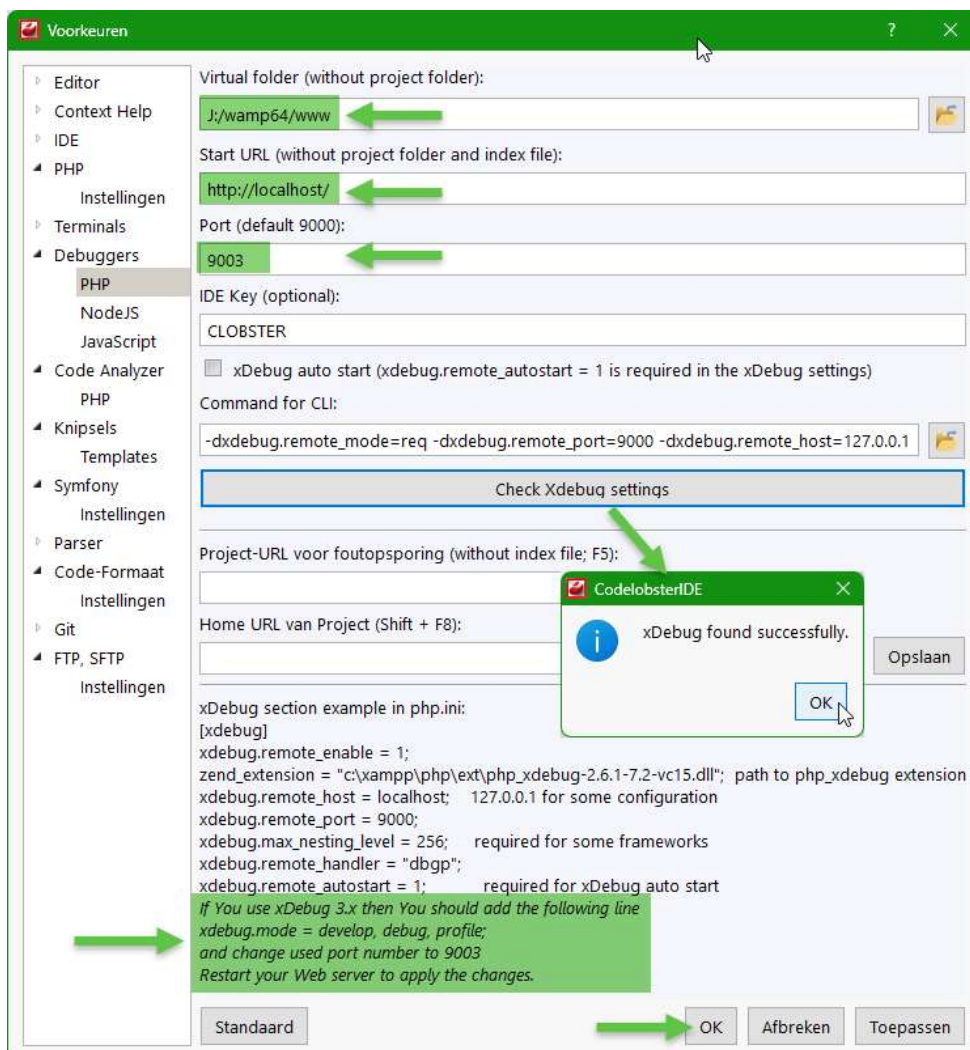 Voorkeuren
?
Editor
Context Help
IDE
PHP
Instellingen
Terminals
Debuggers
PHP
NodeJS
JavaScript
Code Analyzer
PHP
Knipsels
Templates
Symfony
Instellingen
Parser
Code-Formaat
Instellingen
Git
FTP, SFTP
Instellingen
Virtual folder (without project folder):
J:/wamp64/www
Start URL (without project folder and index file):
http://localhost/
Port (default 9000):
9003
IDE Key (optional):
CLOBSTER
xDebug auto start (xdebug.remote_autostart = 1 is required in the xDebug settings)
Command for CLI:
-dxdebug.remote_mode=req -dxdebug.remote_port=9000 -dxdebug.remote_host=127.0.0.1
Check Xdebug settings
Project-URL voor foutopsporing (without index file; F5):
Home URL van Project (Shift + F8):
Opslaan
CodelobsterIDE
xDebug found successfully.
OK
xDebug section example in php.ini:
[xdebug]
xdebug.remote_enable = 1;
zend_extension = "c:\xampp\php\ext\php_xdebug-2.6.1-7.2-vc15.dll"; path to php_xdebug extension
xdebug.remote_host = localhost; 127.0.0.1 for some configuration
xdebug.remote_port = 9000;
xdebug.max_nesting_level = 256; required for some frameworks
xdebug.remote_handler = "dbgp";
xdebug.remote_autostart = 1; required for xDebug auto start
If You use xDebug 3.x then You should add the following line
xdebug.mode = develop, debug, profile;
and change used port number to 9003
Restart your Web server to apply the changes.
Standaard
OK
Afbreken
Toepassen